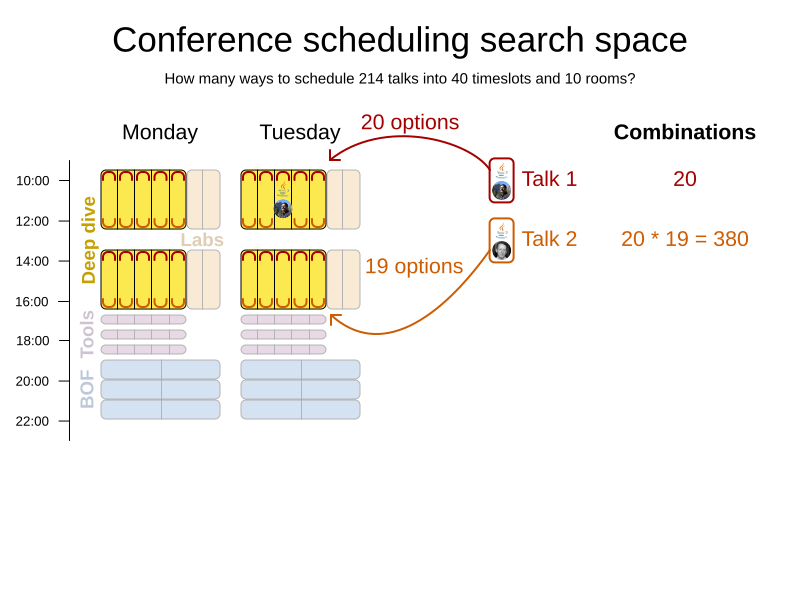 Conference scheduling search space
How many ways to schedule 214 talks into 40 timeslots and 10 rooms?
Monday
Tuesday
20 options
Combinations
10:00
12:00
14:00
16:00
18:00
20:00
22:00
Deep dive
Tools
BOF
Labs
Talk 1
20
Talk 2
20 * 19 = 380
19 options